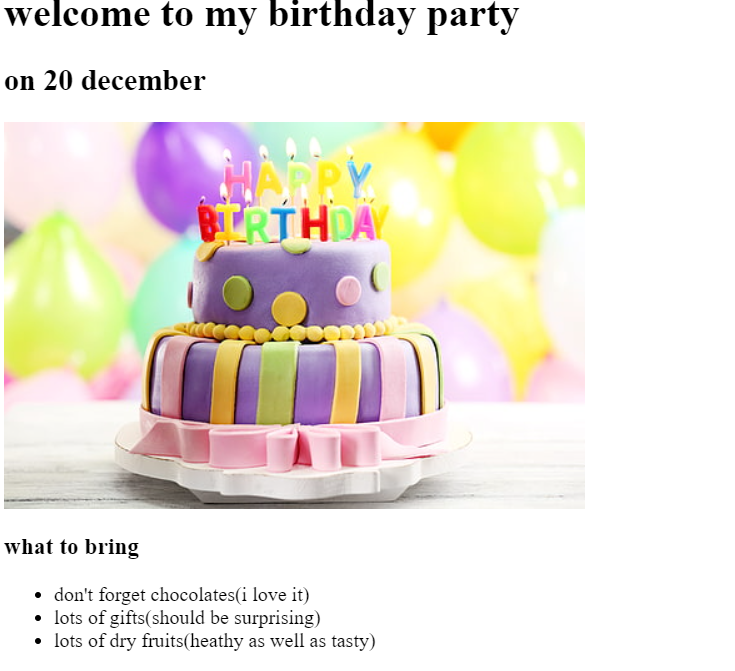 welcome to my birthday party
on 20 december
HAPPY
BIRTHDAY
what to bring
don't forget chocolates(i love it)
lots of gifts(should be surprising)
lots of dry fruits(heathy as well as tasty)